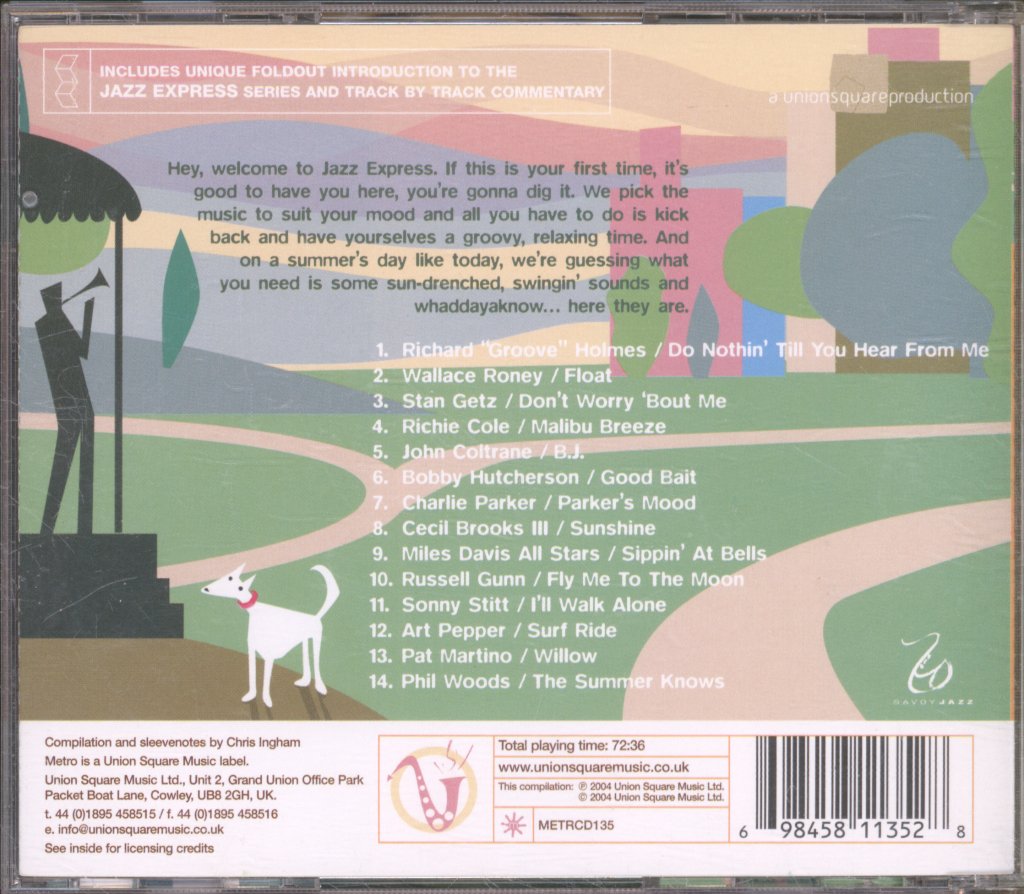 INCLUDES UNIQUE FOLDOUT INTRODUCTION TO THE
JAZZ EXPRESS SERIES AND TRACK BY TRACK COMMENTARY
a unionsquareproduction
Hey, welcome to Jazz Express. If this is your first time, it's
good to have you here, you're gonna dig it. We pick the
music to suit your mood and all you have to do is kick
back and have yourselves a groovy, relaxing time. And
on a summer's day like today, we're guessing what
you need is some sun-drenched, swingin' sounds and
whaddayaknow... here they are.
1. Richard "Groove" Holmes / Do Nothin' Till You Hear From Me
2. Wallace Roney / Float
3. Stan Getz / Don't Worry 'Bout Me
4. Richie Cole / Malibu Breeze
5. John Coltrane / B.J.
6. Bobby Hutcherson / Good Bait
7. Charlie Parker / Parker's Mood
8. Cecil Brooks III / Sunshine
9. Miles Davis All Stars / Sippin' At Bells
10. Russell Gunn / Fly Me To The Moon
11. Sonny Stitt / I'll Walk Alone
12. Art Pepper / Surf Ride
13. Pat Martino / Willow
14. Phil Woods / The Summer Knows
SAVOY JAZZ
Compilation and sleevenotes by Chris Ingham
Metro is a Union Square Music label.
Union Square Music Ltd., Unit 2, Grand Union Office Park
Packet Boat Lane, Cowley, UB8 2GH, UK.
t. 44 (0)1895 458515 / f. 44 (0)1895 458516
e. info@unionsquaremusic.co.uk
See inside for licensing credits
Total playing time: 72:36
www.unionsquaremusic.co.uk
This compilation: ℗ 2004 Union Square Music Ltd.
© 2004 Union Square Music Ltd.
METRCD135
6 98458 11352 8